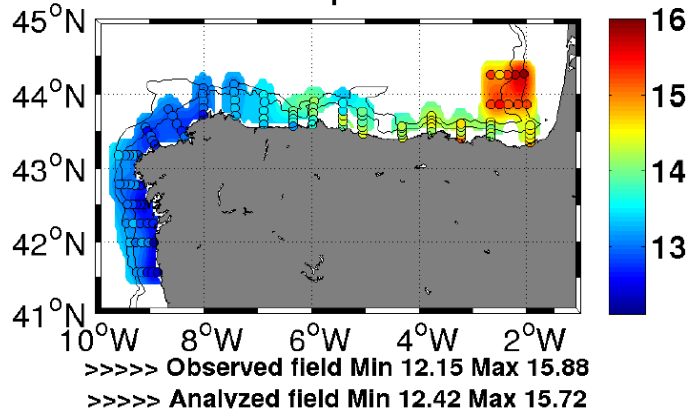 45°N
44°N
43°N
42°N
41°N
10°W 8°W 6°W 4°W 2°W
16
15
14
13
>>>>> Observed field Min 12.15 Max 15.88
>>>>> Analyzed field Min 12.42 Max 15.72